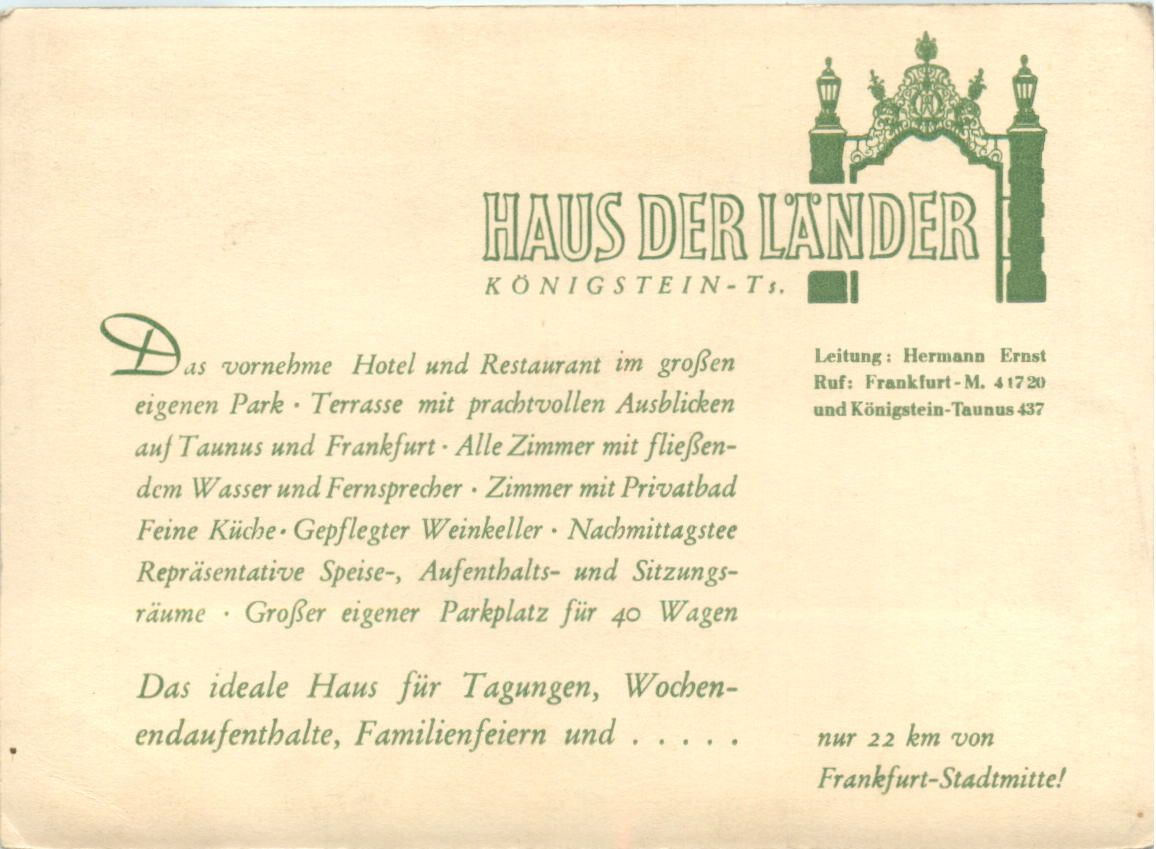 HAUS DER LÄNDER
KÖNIGSTEIN-Ts.
Das vornehme Hotel und Restaurant im großen
eigenen Park · Terrasse mit prachtvollen Ausblicken
auf Taunus und Frankfurt · Alle Zimmer mit fließen-
dem Wasser und Fernsprecher · Zimmer mit Privatbad
Feine Küche · Gepflegter Weinkeller · Nachmittagstee
Repräsentative Speise-, Aufenthalts- und Sitzungs-
räume · Großer eigener Parkplatz für 40 Wagen
Das ideale Haus für Tagungen, Wochen-
endaufenthalte, Familienfeiern und . . . . .
Leitung: Hermann Ernst
Ruf: Frankfurt-M. 41720
und Königstein-Taunus 437
nur 22 km von
Frankfurt-Stadtmitte!